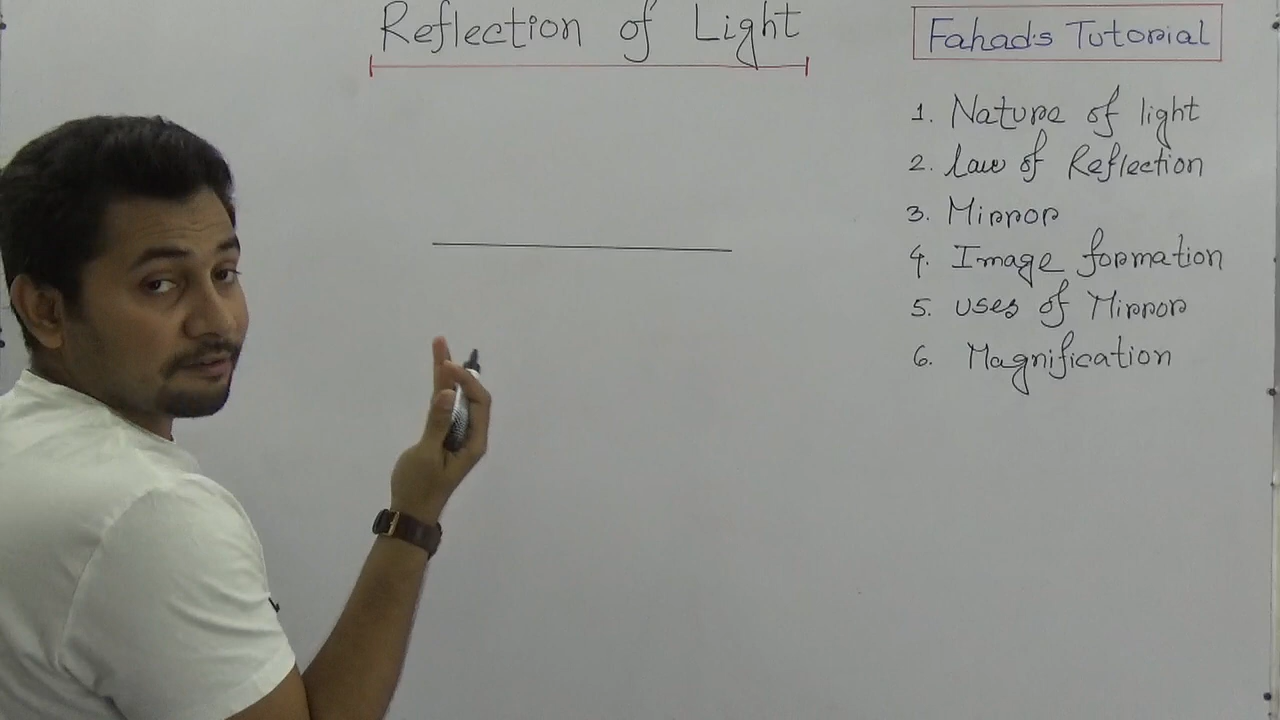 Reflection of Light
Fahad's Tutorial
1. Nature of light
2. law of Reflection
3. Mirror
4. Image formation
5. uses of Mirror
6. Magnification